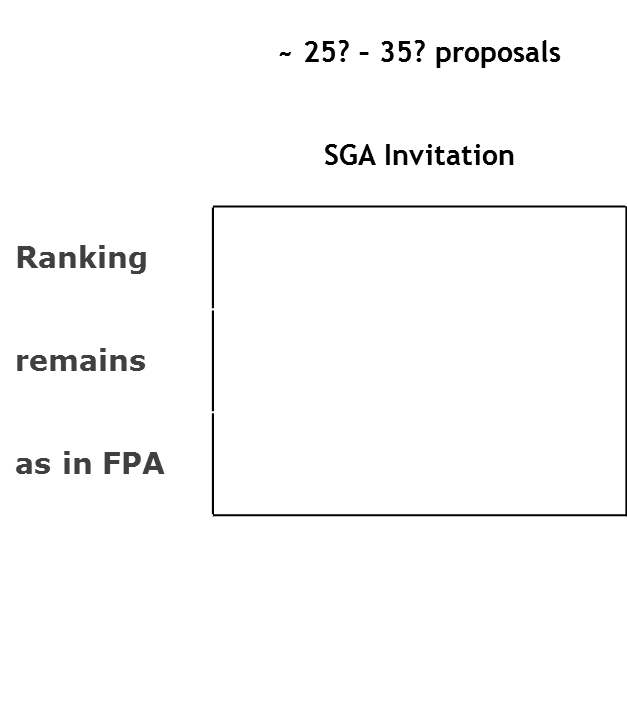 ~ 25? – 35? proposals
SGA Invitation
Ranking
remains
as in FPA